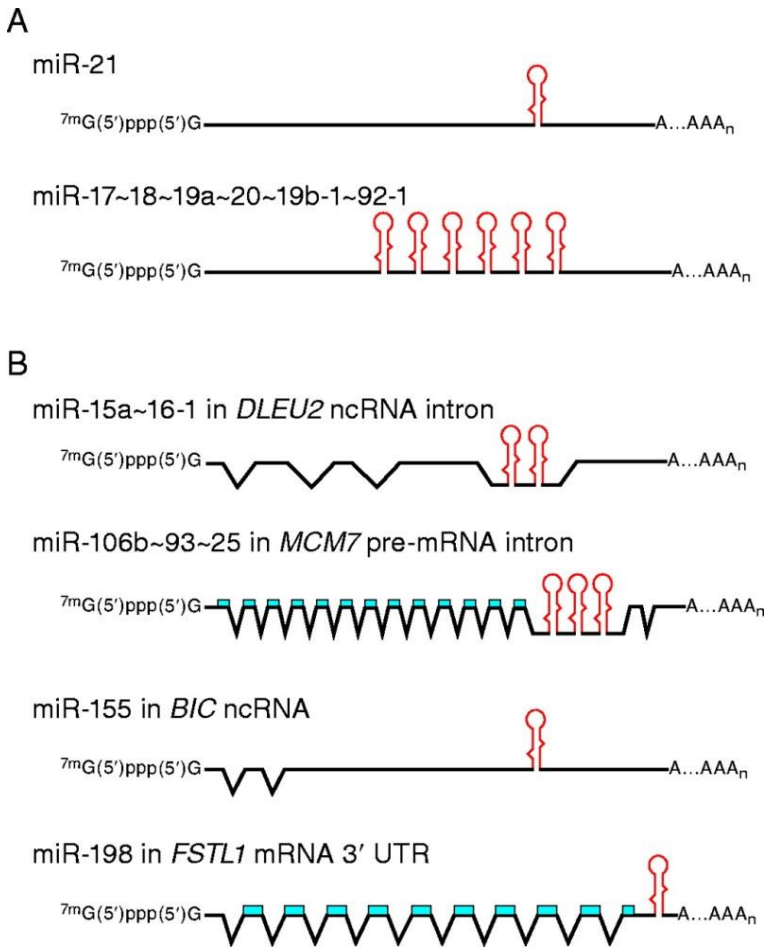 A
miR-21
7mG(5′)ppp(5′)G A...AAAn
miR-17~18~19a~20~19b-1~92-1
7mG(5′)ppp(5′)G A...AAAn
B
miR-15a~16-1 in DLEU2 ncRNA intron
7mG(5′)ppp(5′)G A...AAAn
miR-106b~93~25 in MCM7 pre-mRNA intron
7mG(5′)ppp(5′)G A...AAAn
miR-155 in BIC ncRNA
7mG(5′)ppp(5′)G A...AAAn
miR-198 in FSTL1 mRNA 3′ UTR
7mG(5′)ppp(5′)G A...AAAn